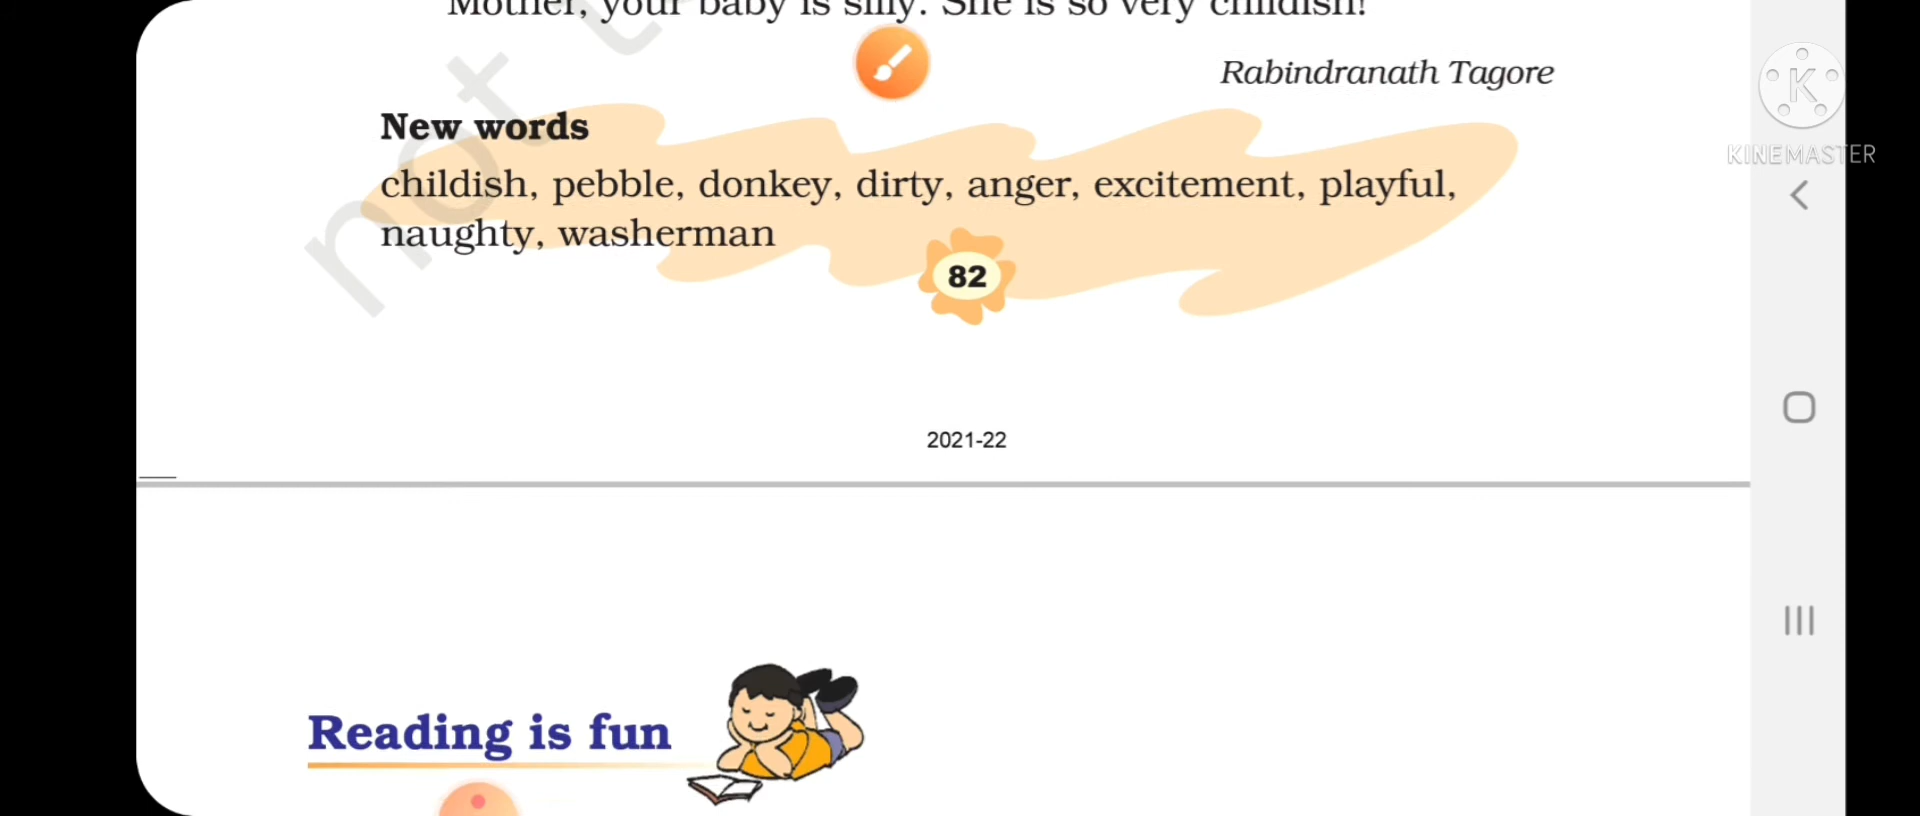 Mother, your baby is silly. She is so very childish!
Rabindranath Tagore
New words
childish, pebble, donkey, dirty, anger, excitement, playful,
naughty, washerman
82
2021-22
Reading is fun
K
KINEMASTER
not